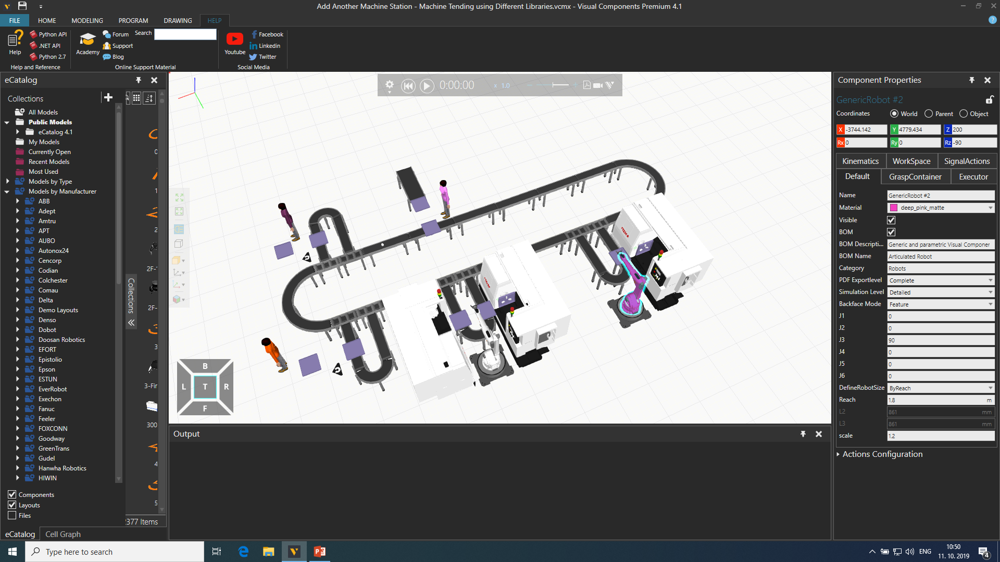 Add Another Machine Station - Machine Tending using Different Libraries.vcmx - Visual Components Premium 4.1
FILE HOME MODELING PROGRAM DRAWING HELP
Help
Python API
.NET API
Python 2.7
Help and Reference
Academy
Forum
Support
Blog
Search
Online Support Material
Youtube
Facebook
Linkedin
Twitter
Social Media
eCatalog
Collections
All Models
Public Models
eCatalog 4.1
My Models
Currently Open
Recent Models
Most Used
Models by Type
Models by Manufacturer
ABB
Adept
Amtru
APT
AUBO
Autonox24
Cencorp
Codian
Colchester
Comau
Delta
Demo Layouts
Denso
Dobot
Doosan Robotics
EFORT
Epistolio
Epson
ESTUN
EverRobot
Exechon
Fanuc
Feeler
FOXCONN
Goodway
GreenTrans
Gudel
Hanwha Robotics
HIWIN
Components
Layouts
Files
0
1
2
2F-
2F-
3
3-Fir
300
4
5
Collections
2377 Items
eCatalog Cell Graph
0:00:00 x 1.0
B
L T R
F
Output
Component Properties
GenericRobot #2
Coordinates World Parent Object
X -3744.142 Y 4779.434 Z 200
Rx 0 Ry 0 Rz -90
Kinematics WorkSpace SignalActions
Default GraspContainer Executor
Name GenericRobot #2
Material deep_pink_matte
Visible
BOM
BOM Descripti... Generic and parametric Visual Componer
BOM Name Articulated Robot
Category Robots
PDF Exportlevel Complete
Simulation Level Detailed
Backface Mode Feature
J1 0
J2 0
J3 90
J4 0
J5 0
J6 0
DefineRobotSize ByReach
Reach 1.8 m
L2 861 mm
L3 861 mm
scale 1.2
Actions Configuration
Type here to search
ENG
10:50
11. 10. 2019
4